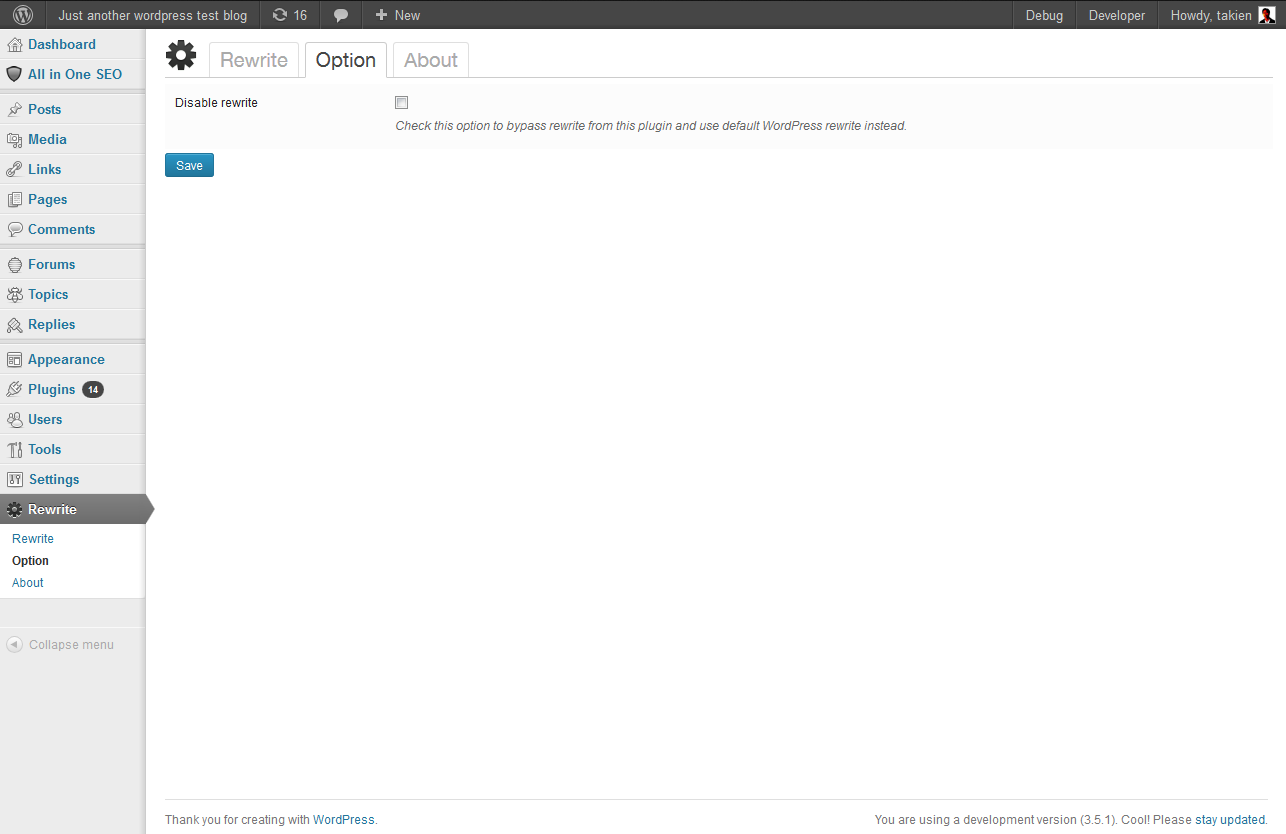 Just another wordpress test blog 16 New Debug Developer Howdy, takien
Dashboard
All in One SEO
Posts
Media
Links
Pages
Comments
Forums
Topics
Replies
Appearance
Plugins 14
Users
Tools
Settings
Rewrite
Rewrite
Option
About
Collapse menu
Rewrite Option About
Disable rewrite
Check this option to bypass rewrite from this plugin and use default WordPress rewrite instead.
Save
Thank you for creating with WordPress. You are using a development version (3.5.1). Cool! Please stay updated.